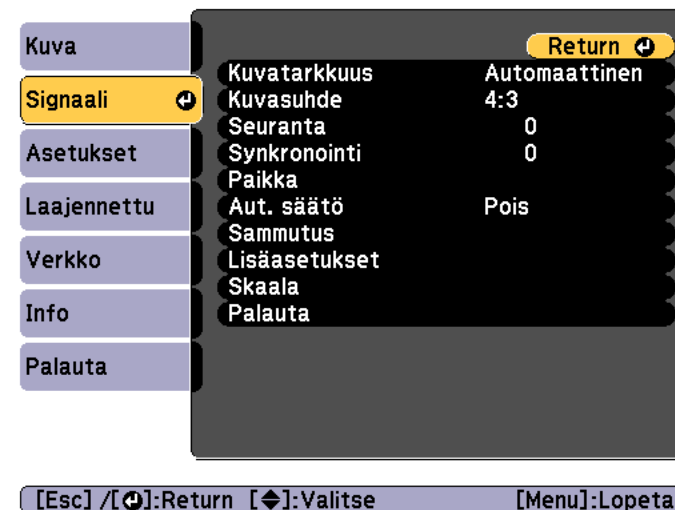 Kuva
Signaali
Asetukset
Laajennettu
Verkko
Info
Palauta
Return
Kuvatarkkuus Automaattinen
Kuvasuhde 4:3
Seuranta 0
Synkronointi 0
Paikka
Aut. säätö Pois
Sammutus
Lisäasetukset
Skaala
Palauta
[Esc] /[ ]:Return [ ]:Valitse [Menu]:Lopeta